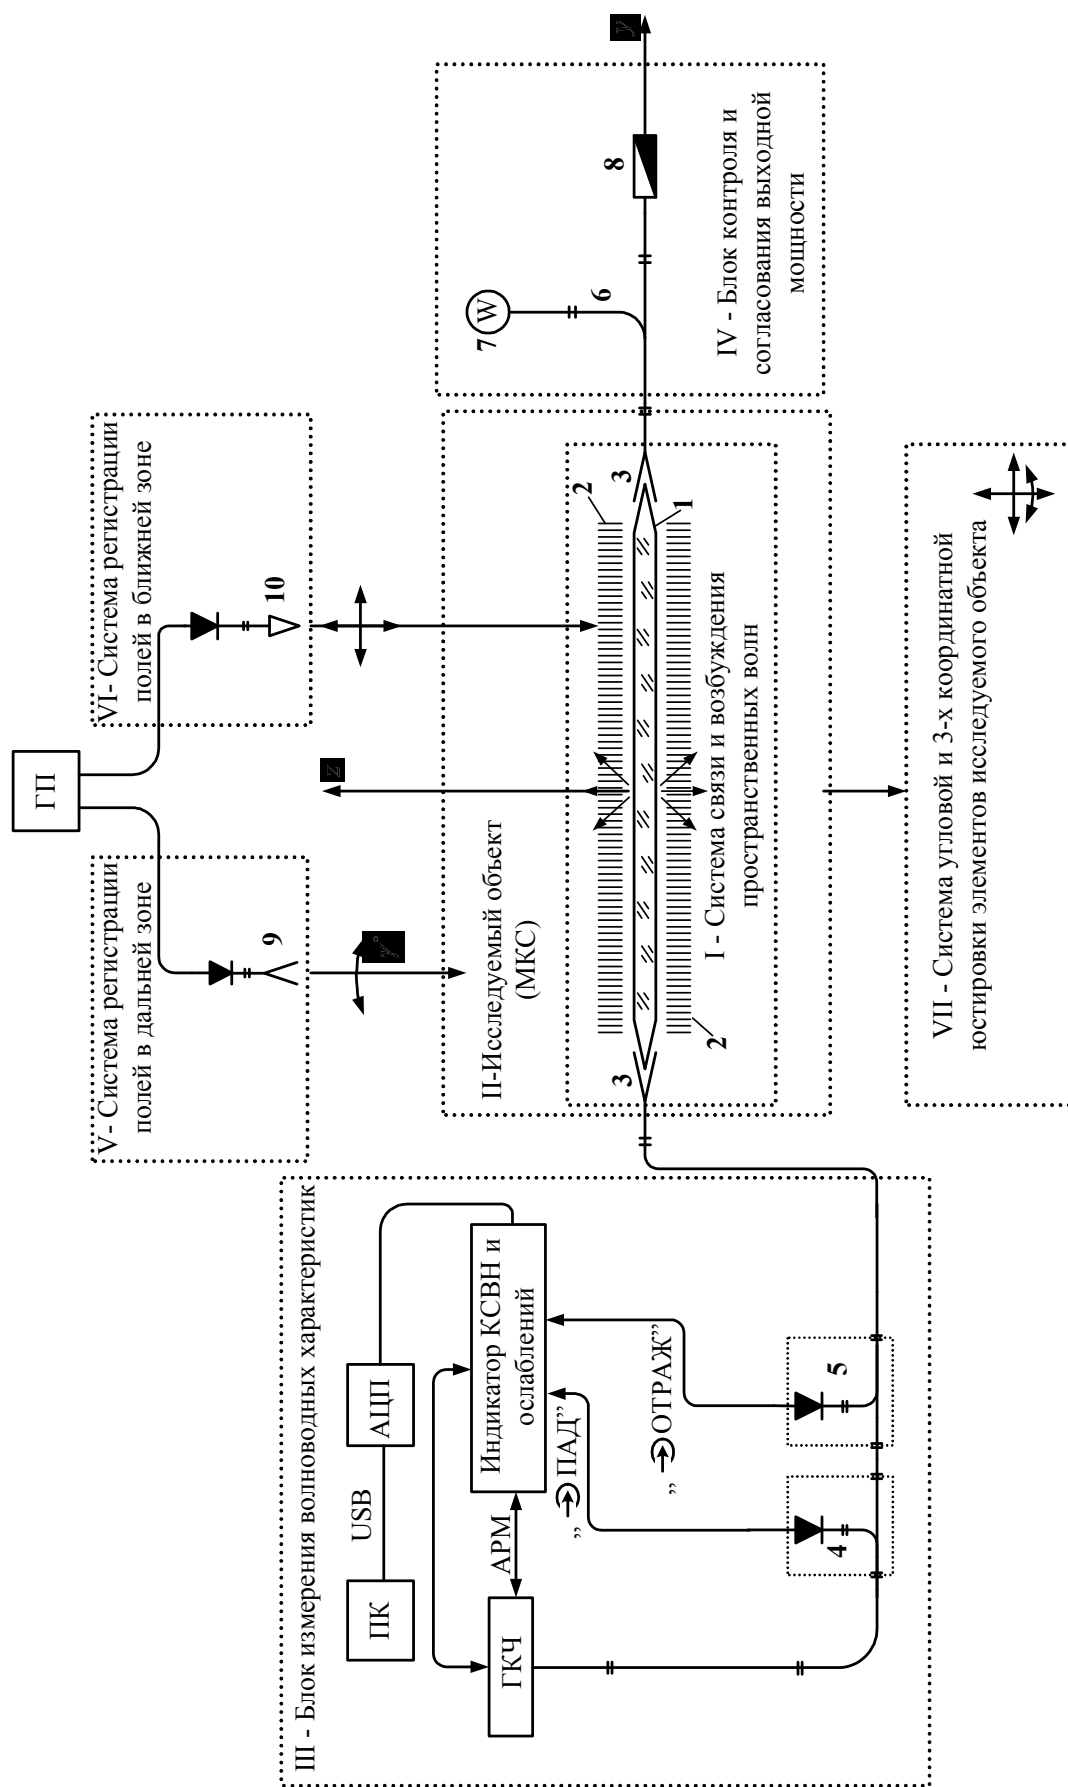 III - Блок измерения волноводных характеристик
ПК
USB
АЦП
ГКЧ
АРМ
Индикатор КСВН и
ослаблений
„ ПАД”
„ ОТРАЖ”
4
5
V- Система регистрации
полей в дальней зоне
9
γ°
ГП
VI- Система регистрации
полей в ближней зоне
10
z
II-Исследуемый объект
(МКС)
3
2
2
1
3
I - Система связи и возбуждения
пространственных волн
7
W
6
8
y
IV - Блок контроля и
согласования выходной
мощности
VII - Система угловой и 3-х координатной
юстировки элементов исследуемого объекта